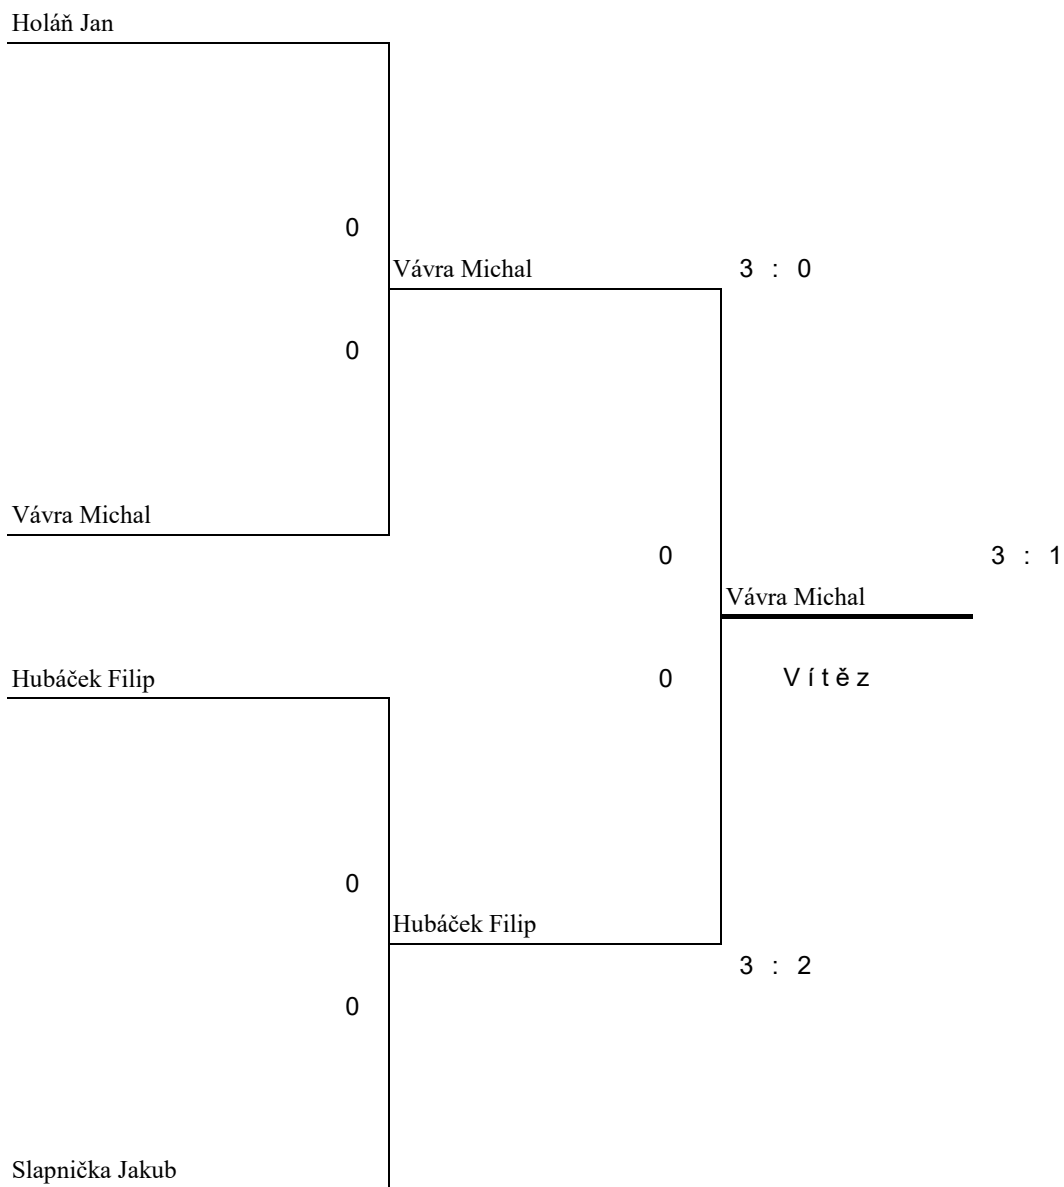 Holáň Jan
0
Vávra Michal 3 : 0
0
Vávra Michal
0 3 : 1
Vávra Michal
Hubáček Filip 0 Vítěz
0
Hubáček Filip
3 : 2
0
Slapnička Jakub